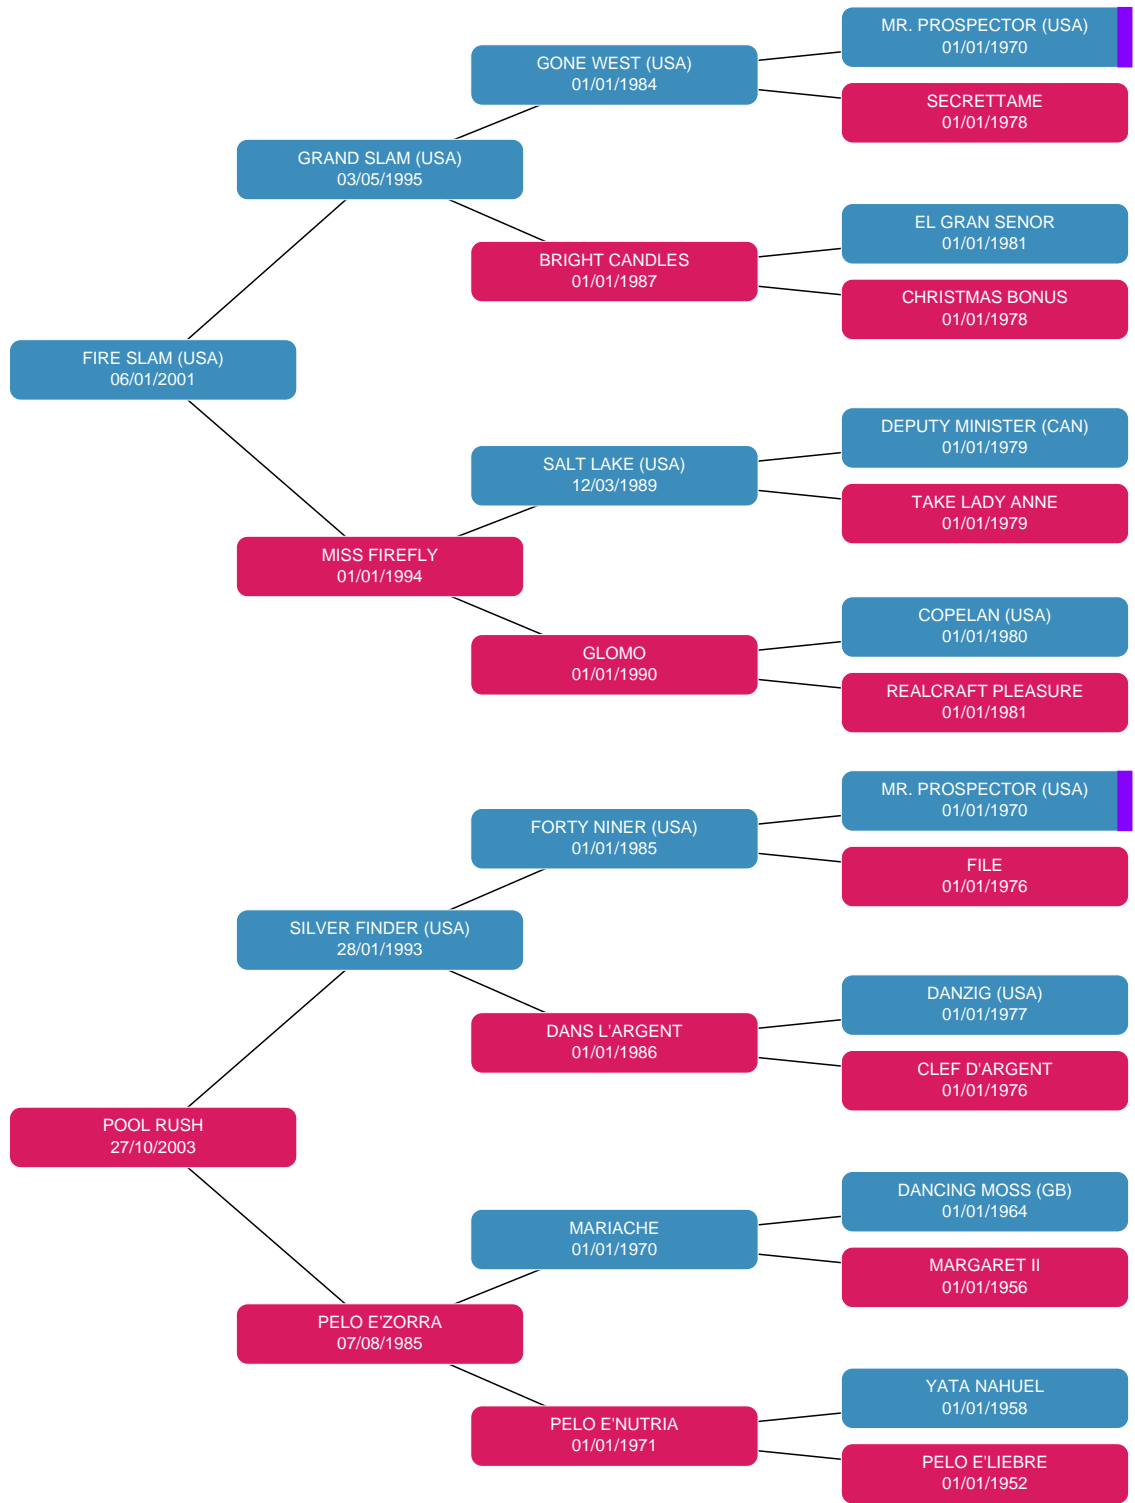 MR. PROSPECTOR (USA)
01/01/1970
GONE WEST (USA)
01/01/1984
SECRETTAME
01/01/1978
GRAND SLAM (USA)
03/05/1995
EL GRAN SENOR
01/01/1981
BRIGHT CANDLES
01/01/1987
CHRISTMAS BONUS
01/01/1978
FIRE SLAM (USA)
06/01/2001
DEPUTY MINISTER (CAN)
01/01/1979
SALT LAKE (USA)
12/03/1989
TAKE LADY ANNE
01/01/1979
MISS FIREFLY
01/01/1994
COPELAN (USA)
01/01/1980
GLOMO
01/01/1990
REALCRAFT PLEASURE
01/01/1981
MR. PROSPECTOR (USA)
01/01/1970
FORTY NINER (USA)
01/01/1985
FILE
01/01/1976
SILVER FINDER (USA)
28/01/1993
DANZIG (USA)
01/01/1977
DANS L'ARGENT
01/01/1986
CLEF D'ARGENT
01/01/1976
POOL RUSH
27/10/2003
DANCING MOSS (GB)
01/01/1964
MARIACHE
01/01/1970
MARGARET II
01/01/1956
PELO E'ZORRA
07/08/1985
YATA NAHUEL
01/01/1958
PELO E'NUTRIA
01/01/1971
PELO E'LIEBRE
01/01/1952